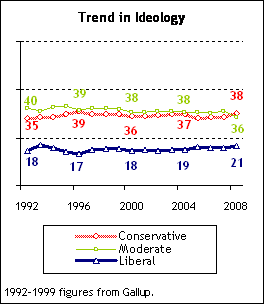 Trend in Ideology
40 39 38 38 38
35 39 36 37 36
18 17 18 19 21
1992 1996 2000 2004 2008
Conservative
Moderate
Liberal
1992-1999 figures from Gallup.